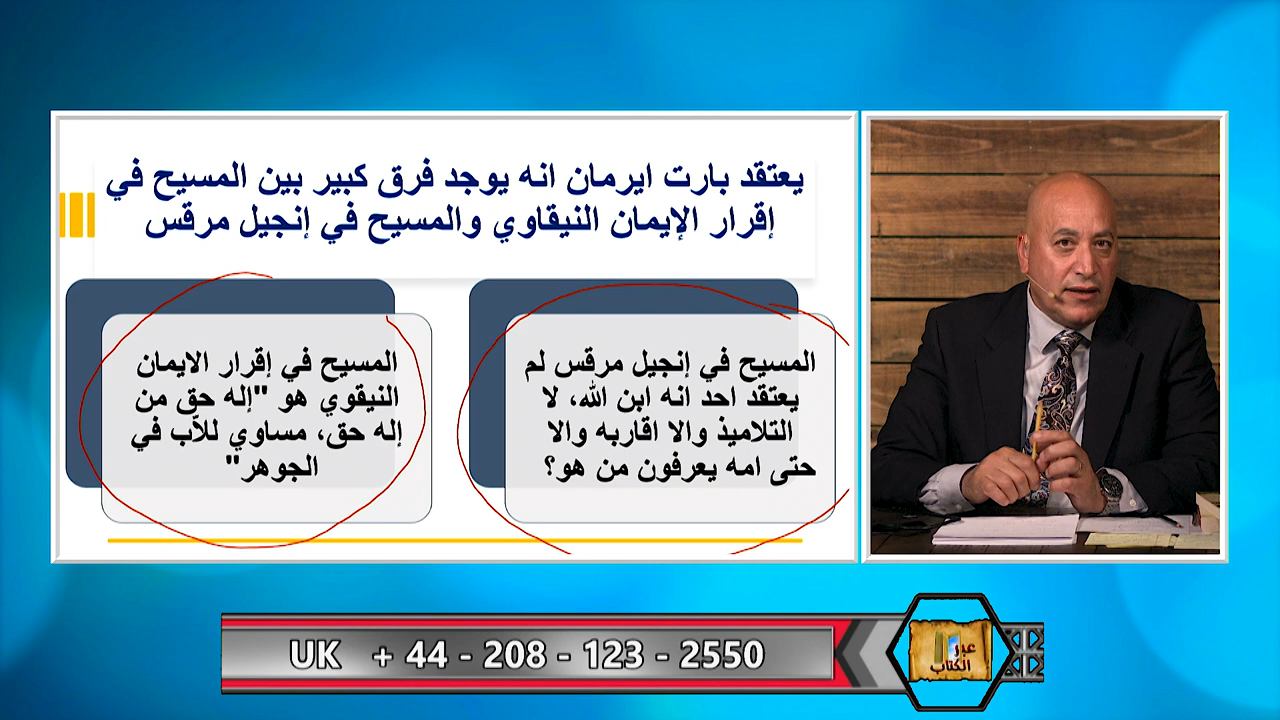 يعتقد بارت ايرمان انه يوجد فرق كبير بين المسيح في
إقرار الإيمان النيقاوي والمسيح في إنجيل مرقس
المسيح في إنجيل مرقس لم
يعتقد احد انه ابن الله، لا
التلاميذ والا اقاربه والا
حتى امه يعرفون من هو؟
المسيح في إقرار الايمان
النيقوي هو "إله حق من
إله حق، مساوي للآب في
الجوهر"
UK + 44 - 208 - 123 - 2550
عبر
الكتاب